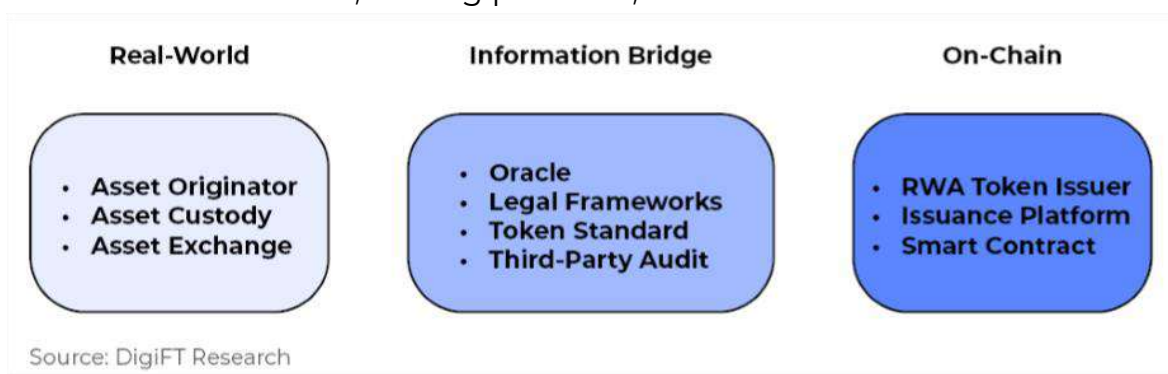 Real-World
Information Bridge
On-Chain
• Asset Originator
• Asset Custody
• Asset Exchange
• Oracle
• Legal Frameworks
• Token Standard
• Third-Party Audit
• RWA Token Issuer
• Issuance Platform
• Smart Contract
Source: DigiFT Research